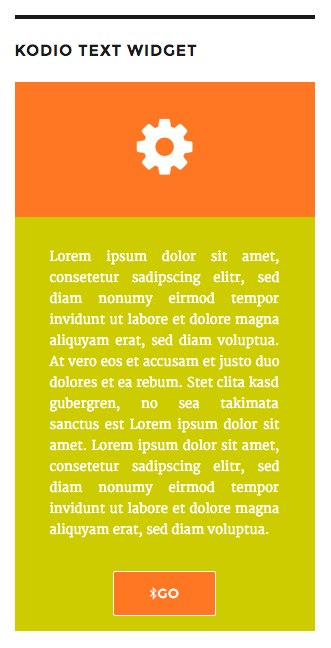 KODIO TEXT WIDGET
Lorem ipsum dolor sit amet,
consetetur sadipscing elitr, sed
diam nonumy eirmod tempor
invidunt ut labore et dolore magna
aliquyam erat, sed diam voluptua.
At vero eos et accusam et justo duo
dolores et ea rebum. Stet clita kasd
gubergren, no sea takimata
sanctus est Lorem ipsum dolor sit
amet. Lorem ipsum dolor sit amet,
consetetur sadipscing elitr, sed
diam nonumy eirmod tempor
invidunt ut labore et dolore magna
aliquyam erat, sed diam voluptua.
GO